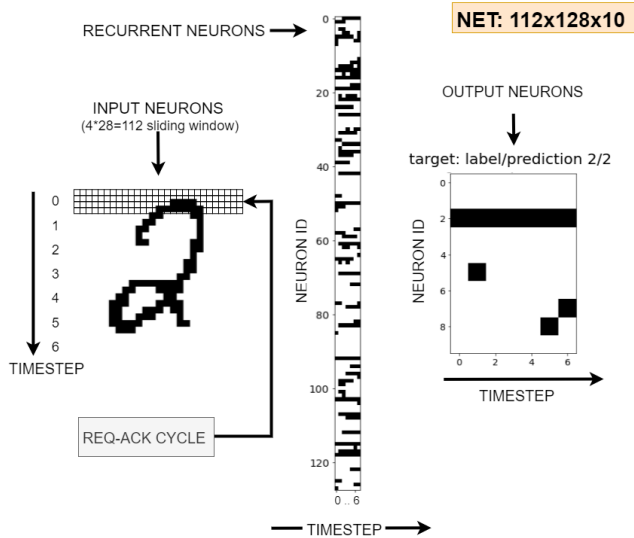 NET: 112x128x10
RECURRENT NEURONS
INPUT NEURONS
(4*28=112 sliding window)
0
1
2
3
4
5
6
TIMESTEP
REQ-ACK CYCLE
NEURON ID
0
20
40
60
80
100
120
0 .. 6
TIMESTEP
OUTPUT NEURONS
target: label/prediction 2/2
NEURON ID
0
2
4
6
8
0 2 4 6
TIMESTEP